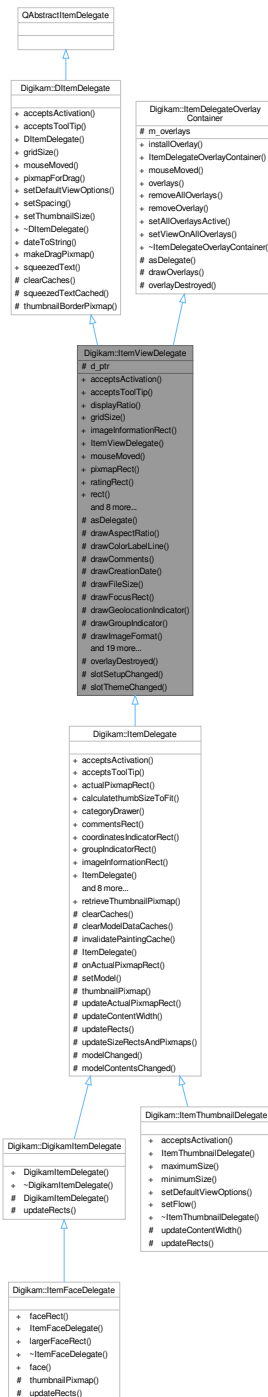 QAbstractItemDelegate
Digikam::DItemDelegate
+ acceptsActivation()
+ acceptsToolTip()
+ DItemDelegate()
+ gridSize()
+ mouseMoved()
+ pixmapForDrag()
+ setDefaultViewOptions()
+ setSpacing()
+ setThumbnailSize()
+ ~DItemDelegate()
+ dateToString()
+ makeDragPixmap()
+ squeezedText()
# clearCaches()
# squeezedTextCached()
# thumbnailBorderPixmap()
Digikam::ItemDelegateOverlay
Container
# m_overlays
+ installOverlay()
+ ItemDelegateOverlayContainer()
+ mouseMoved()
+ overlays()
+ removeAllOverlays()
+ removeOverlay()
+ setAllOverlaysActive()
+ setViewOnAllOverlays()
+ ~ItemDelegateOverlayContainer()
# asDelegate()
# drawOverlays()
# overlayDestroyed()
Digikam::ItemViewDelegate
# d_ptr
+ acceptsActivation()
+ acceptsToolTip()
+ displayRatio()
+ gridSize()
+ imageInformationRect()
+ ItemViewDelegate()
+ mouseMoved()
+ pixmapRect()
+ ratingRect()
+ rect()
and 8 more...
# asDelegate()
# drawAspectRatio()
# drawColorLabelLine()
# drawComments()
# drawCreationDate()
# drawFileSize()
# drawFocusRect()
# drawGeolocationIndicator()
# drawGroupIndicator()
# drawImageFormat()
and 19 more...
# overlayDestroyed()
# slotSetupChanged()
# slotThemeChanged()
Digikam::ItemDelegate
+ acceptsActivation()
+ acceptsToolTip()
+ actualPixmapRect()
+ calculatethumbSizeToFit()
+ categoryDrawer()
+ commentsRect()
+ coordinatesIndicatorRect()
+ groupIndicatorRect()
+ imageInformationRect()
+ ItemDelegate()
and 8 more...
+ retrieveThumbnailPixmap()
# clearCaches()
# clearModelDataCaches()
# invalidatePaintingCache()
# ItemDelegate()
# onActualPixmapRect()
# setModel()
# thumbnailPixmap()
# updateActualPixmapRect()
# updateContentWidth()
# updateRects()
# updateSizeRectsAndPixmaps()
# modelChanged()
# modelContentsChanged()
Digikam::DigikamItemDelegate
+ DigikamItemDelegate()
+ ~DigikamItemDelegate()
# DigikamItemDelegate()
# updateRects()
Digikam::ItemThumbnailDelegate
+ acceptsActivation()
+ ItemThumbnailDelegate()
+ maximumSize()
+ minimumSize()
+ setDefaultViewOptions()
+ setFlow()
+ ~ItemThumbnailDelegate()
# updateContentWidth()
# updateRects()
Digikam::ItemFaceDelegate
+ faceRect()
+ ItemFaceDelegate()
+ largerFaceRect()
+ ~ItemFaceDelegate()
+ face()
# thumbnailPixmap()
# updateRects()